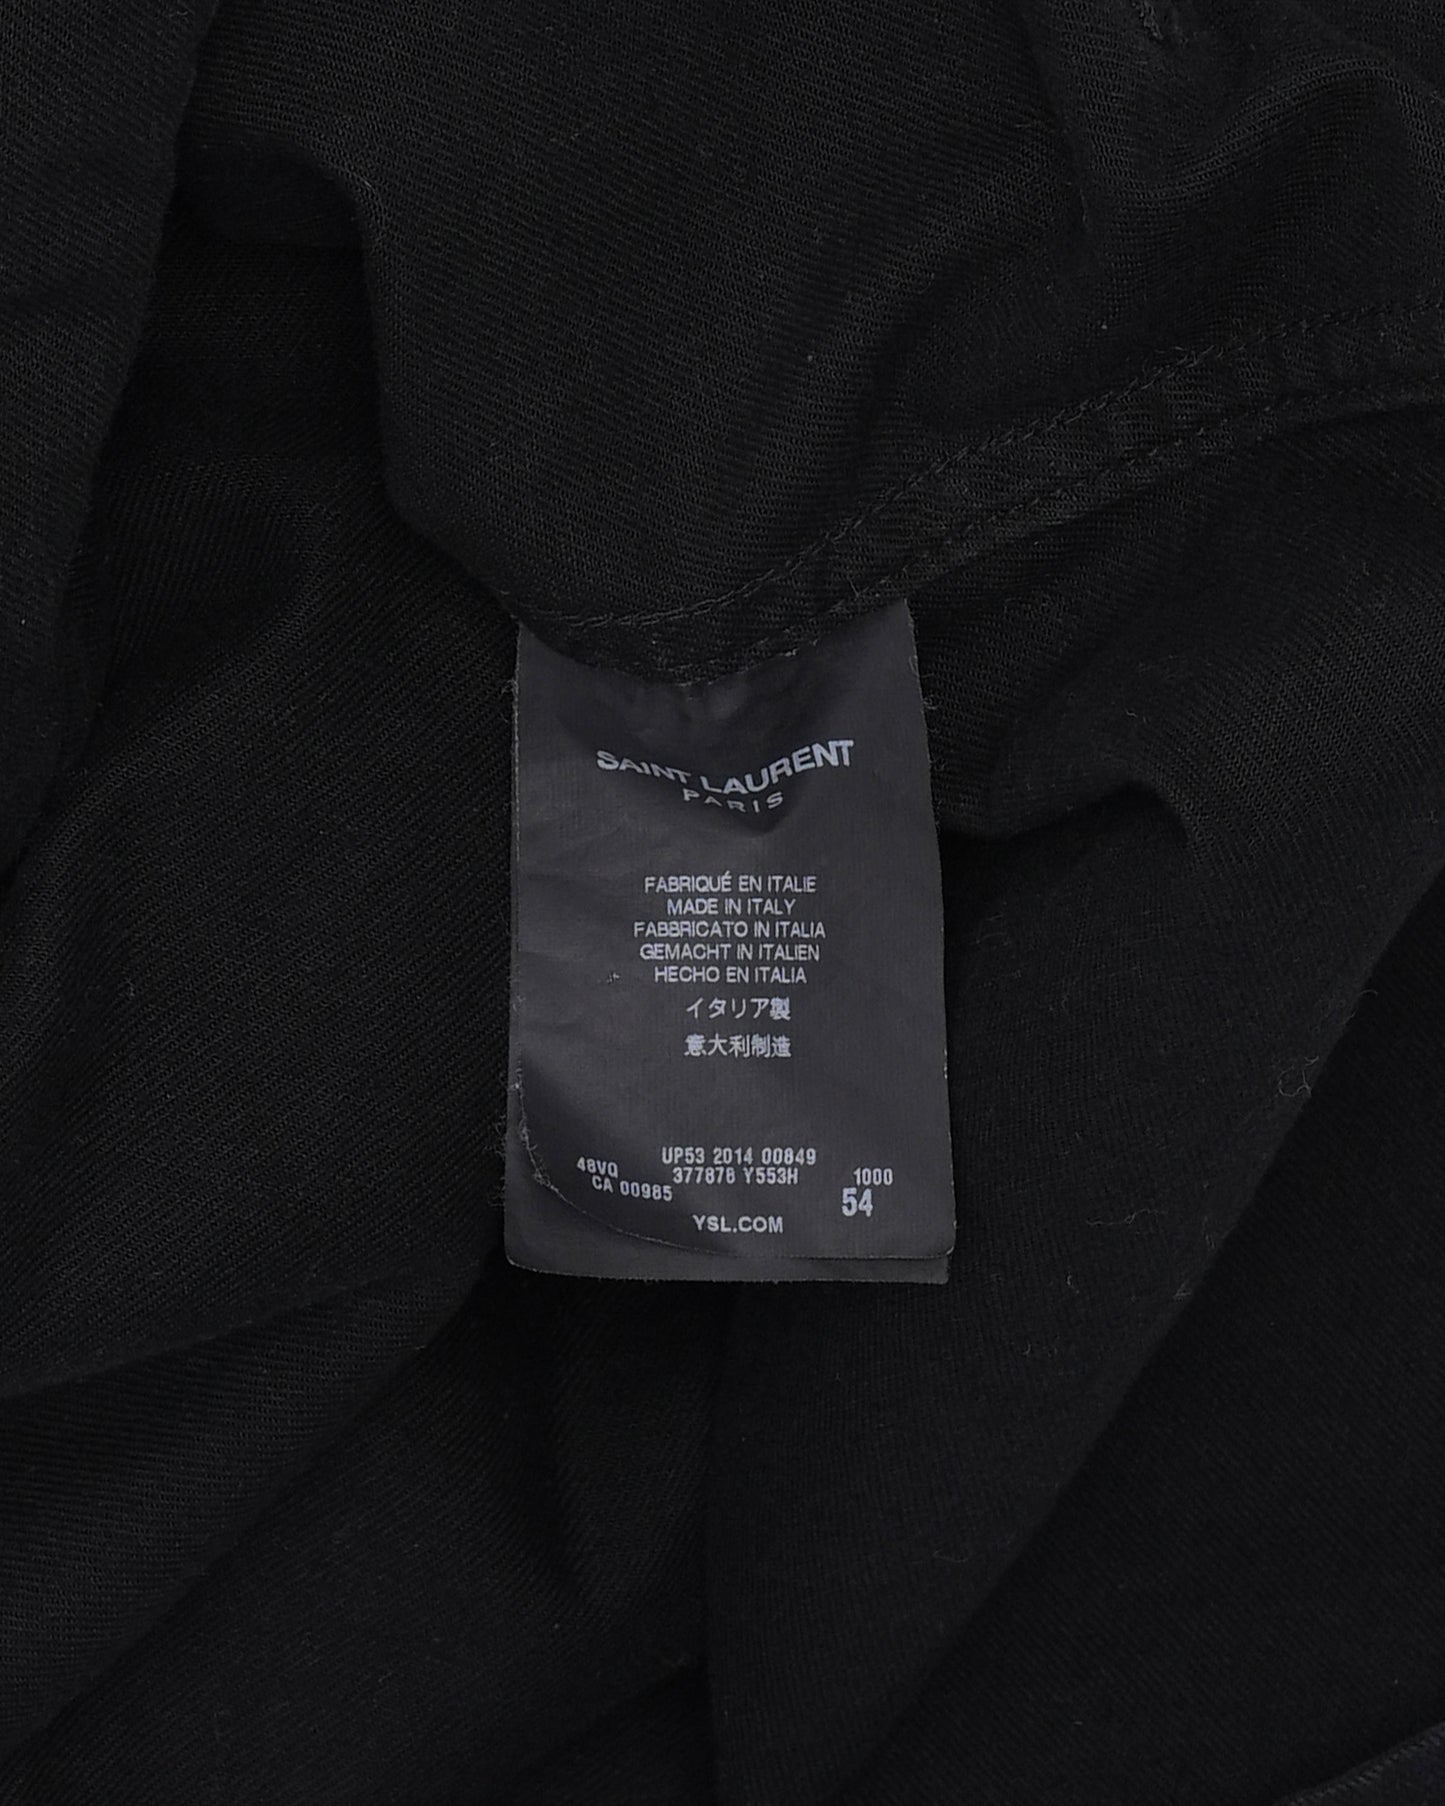 SAINT LAURENT
PARIS
FABRIQUÉ EN ITALIE
MADE IN ITALY
FABBRICATO IN ITALIA
GEMACHT IN ITALIEN
HECHO EN ITALIA
イタリア製
意大利制造
UP53 2014 00849
48VQ 377878 Y553H 1000
CA 00985 54
YSL.COM